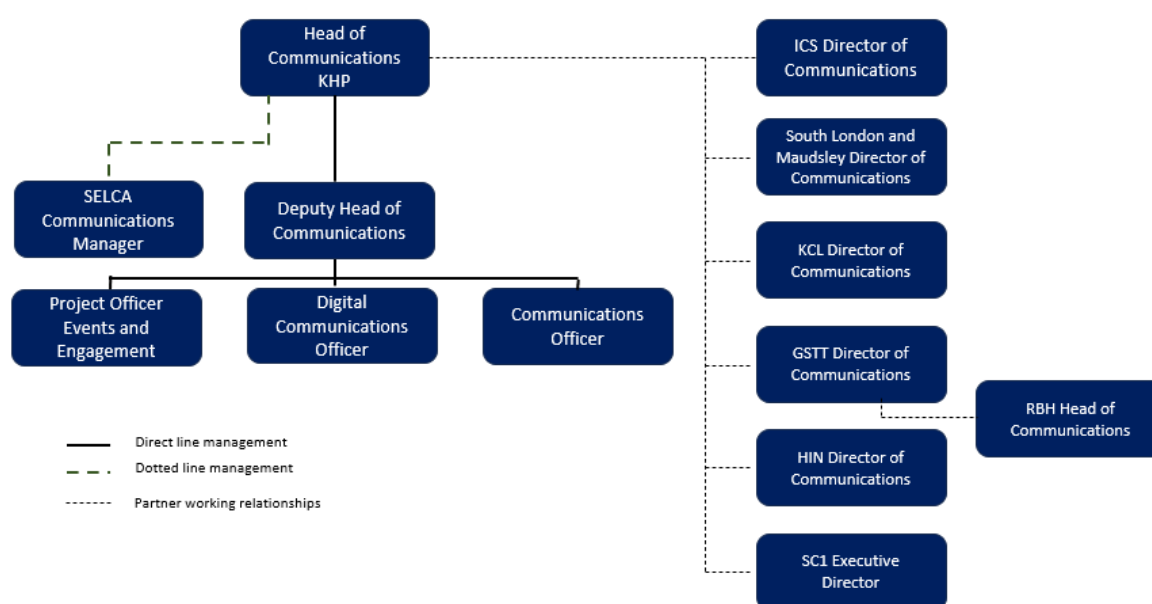 Head of
Communications
KHP
ICS Director of
Communications
South London and
Maudsley Director of
Communications
SELCA
Communications
Manager
Deputy Head of
Communications
KCL Director of
Communications
Project Officer
Events and
Engagement
Digital
Communications
Officer
Communications
Officer
GSTT Director of
Communications
RBH Head of
Communications
HIN Director of
Communications
SC1 Executive
Director
Direct line management
Dotted line management
Partner working relationships